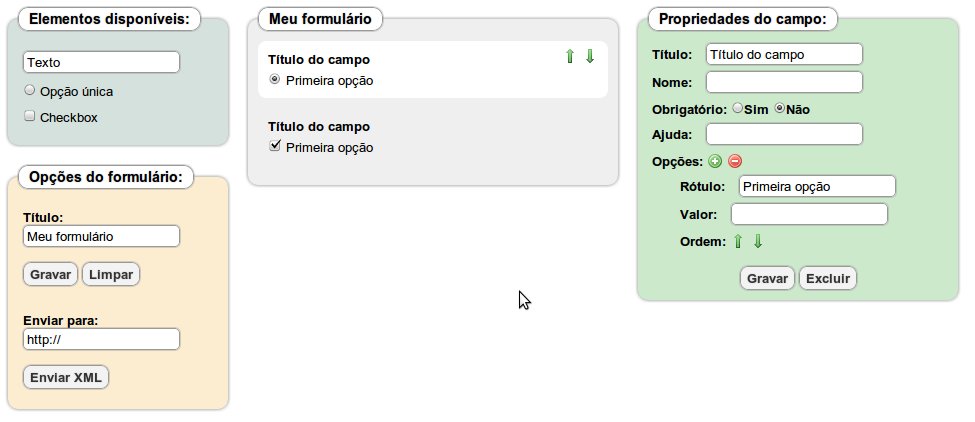 Elementos disponíveis:
Texto
Opção única
Checkbox
Opções do formulário:
Título:
Meu formulário
Gravar Limpar
Enviar para:
http://
Enviar XML
Meu formulário
Título do campo
Primeira opção
Título do campo
Primeira opção
Propriedades do campo:
Título: Título do campo
Nome:
Obrigatório: Sim Não
Ajuda:
Opções:
Rótulo: Primeira opção
Valor:
Ordem:
Gravar Excluir